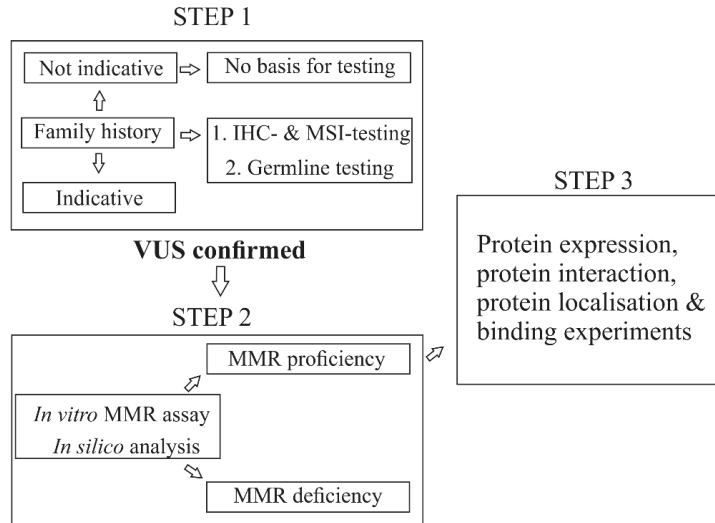 STEP 1
Not indicative
No basis for testing
Family history
1. IHC- & MSI-testing
2. Germline testing
Indicative
VUS confirmed
STEP 2
MMR proficiency
In vitro MMR assay
In silico analysis
MMR deficiency
STEP 3
Protein expression,
protein interaction,
protein localisation &
binding experiments